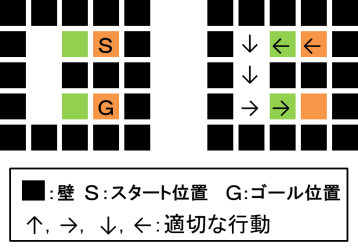 S
↓ ← ←
↓
G
→ →
■:壁 S:スタート位置 G:ゴール位置
↑, →, ↓, ←:適切な行動